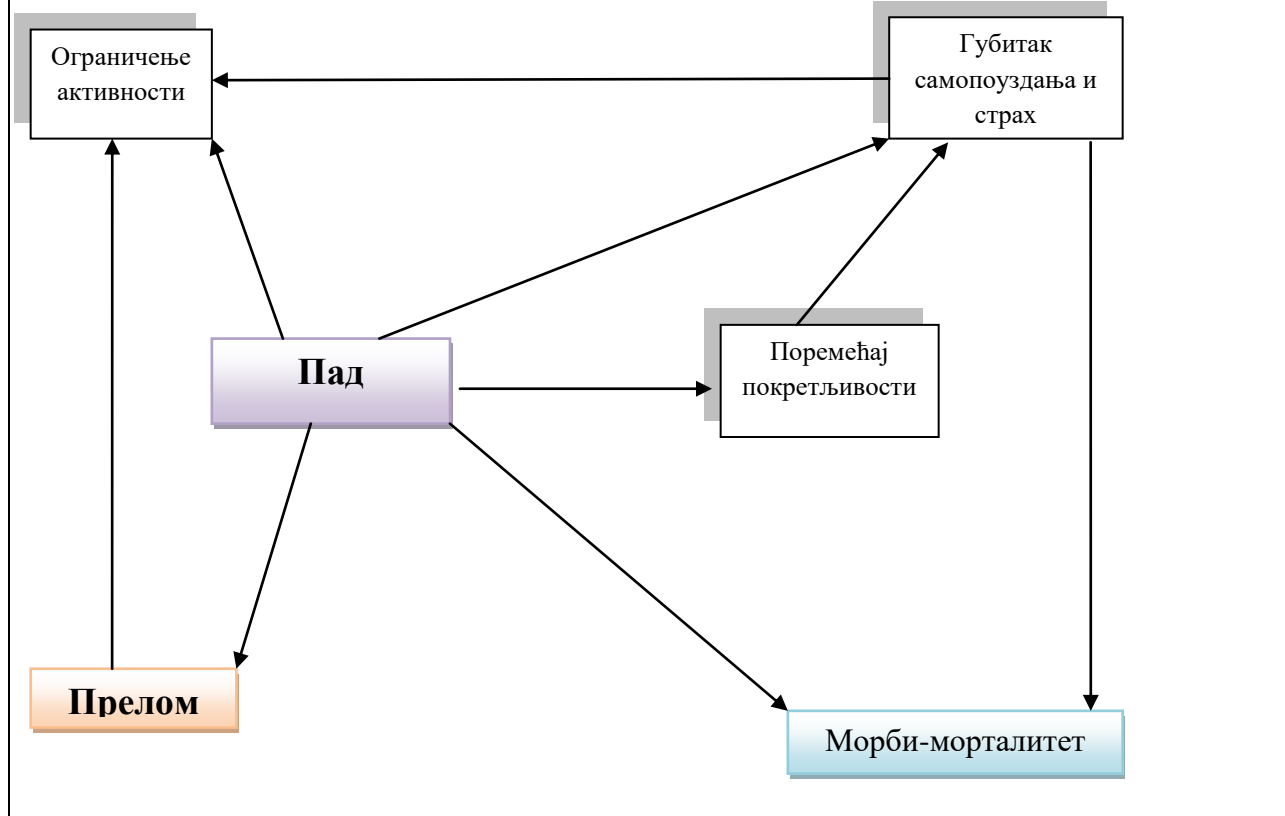 Ограничење
активности
Губитак
самопоуздања и
страх
Пад
Поремећај
покретљивости
Прелом
Морби-морталитет